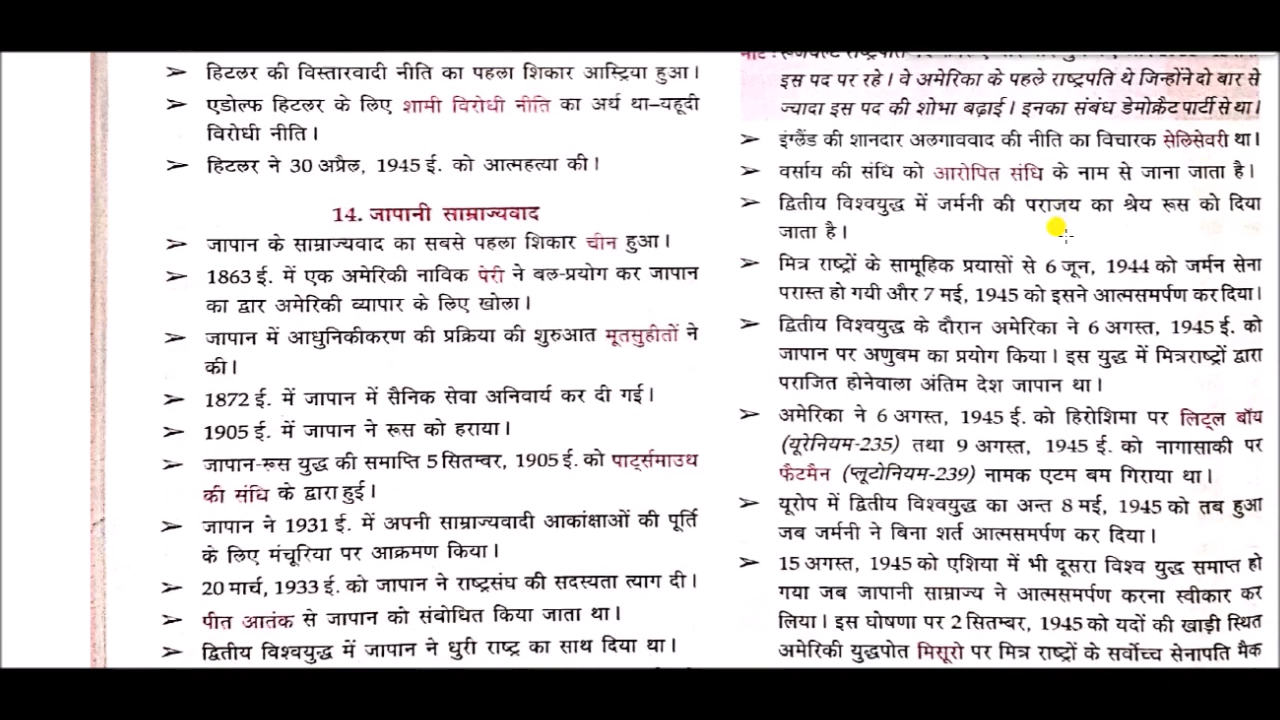 ➢ हिटलर की विस्तारवादी नीति का पहला शिकार आस्ट्रिया हुआ।
➢ एडोल्फ हिटलर के लिए शामी विरोधी नीति का अर्थ था–यहूदी
विरोधी नीति।
➢ हिटलर ने 30 अप्रैल, 1945 ई. को आत्महत्या की।
14. जापानी साम्राज्यवाद
➢ जापान के साम्राज्यवाद का सबसे पहला शिकार चीन हुआ।
➢ 1863 ई. में एक अमेरिकी नाविक पेरी ने बल-प्रयोग कर जापान
का द्वार अमेरिकी व्यापार के लिए खोला।
➢ जापान में आधुनिकीकरण की प्रक्रिया की शुरुआत मूतसुहीतों ने
की।
➢ 1872 ई. में जापान में सैनिक सेवा अनिवार्य कर दी गई।
➢ 1905 ई. में जापान ने रूस को हराया।
➢ जापान-रूस युद्ध की समाप्ति 5 सितम्बर, 1905 ई. को पार्ट्समाउथ
की संधि के द्वारा हुई।
➢ जापान ने 1931 ई. में अपनी साम्राज्यवादी आकांक्षाओं की पूर्ति
के लिए मंचूरिया पर आक्रमण किया।
➢ 20 मार्च, 1933 ई. को जापान ने राष्ट्रसंघ की सदस्यता त्याग दी।
➢ पीत आतंक से जापान को संबोधित किया जाता था।
➢ द्वितीय विश्वयुद्ध में जापान ने धुरी राष्ट्र का साथ दिया था।
इस पद पर रहे। वे अमेरिका के पहले राष्ट्रपति थे जिन्होंने दो बार से
ज्यादा इस पद की शोभा बढ़ाई। इनका संबंध डेमोक्रेट पार्टी से था।
➢ इंग्लैंड की शानदार अलगाववाद की नीति का विचारक सेलिसेवरी था।
➢ वर्साय की संधि को आरोपित संधि के नाम से जाना जाता है।
➢ द्वितीय विश्वयुद्ध में जर्मनी की पराजय का श्रेय रूस को दिया
जाता है।
➢ मित्र राष्ट्रों के सामूहिक प्रयासों से 6 जून, 1944 को जर्मन सेना
परास्त हो गयी और 7 मई, 1945 को इसने आत्मसमर्पण कर दिया।
➢ द्वितीय विश्वयुद्ध के दौरान अमेरिका ने 6 अगस्त, 1945 ई. को
जापान पर अणुबम का प्रयोग किया। इस युद्ध में मित्रराष्ट्रों द्वारा
पराजित होनेवाला अंतिम देश जापान था।
➢ अमेरिका ने 6 अगस्त, 1945 ई. को हिरोशिमा पर लिट्ल बॉय
(यूरेनियम-235) तथा 9 अगस्त, 1945 ई. को नागासाकी पर
फैटमैन (प्लूटोनियम-239) नामक एटम बम गिराया था।
➢ यूरोप में द्वितीय विश्वयुद्ध का अन्त 8 मई, 1945 को तब हुआ
जब जर्मनी ने बिना शर्त आत्मसमर्पण कर दिया।
➢ 15 अगस्त, 1945 को एशिया में भी दूसरा विश्व युद्ध समाप्त हो
गया जब जापानी साम्राज्य ने आत्मसमर्पण करना स्वीकार कर
लिया। इस घोषणा पर 2 सितम्बर, 1945 को यदों की खाड़ी स्थित
अमेरिकी युद्धपोत मिसूरो पर मित्र राष्ट्रों के सर्वोच्च सेनापति मैक